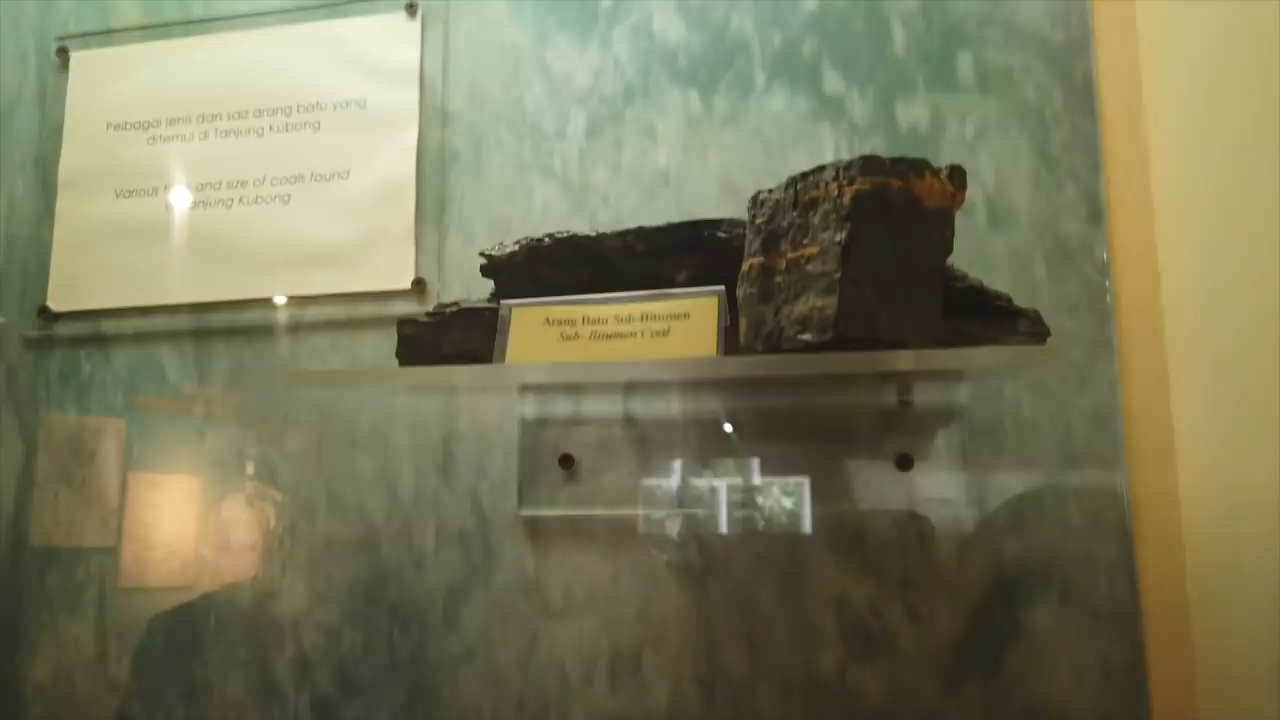 Pelbagai jenis dan saiz arang batu yang
ditemui di Tanjung Kubong
Various and size of coals found
Tanjung Kubong
Arang Batu Sub-Bitumen
Sub- Bitumen Coal